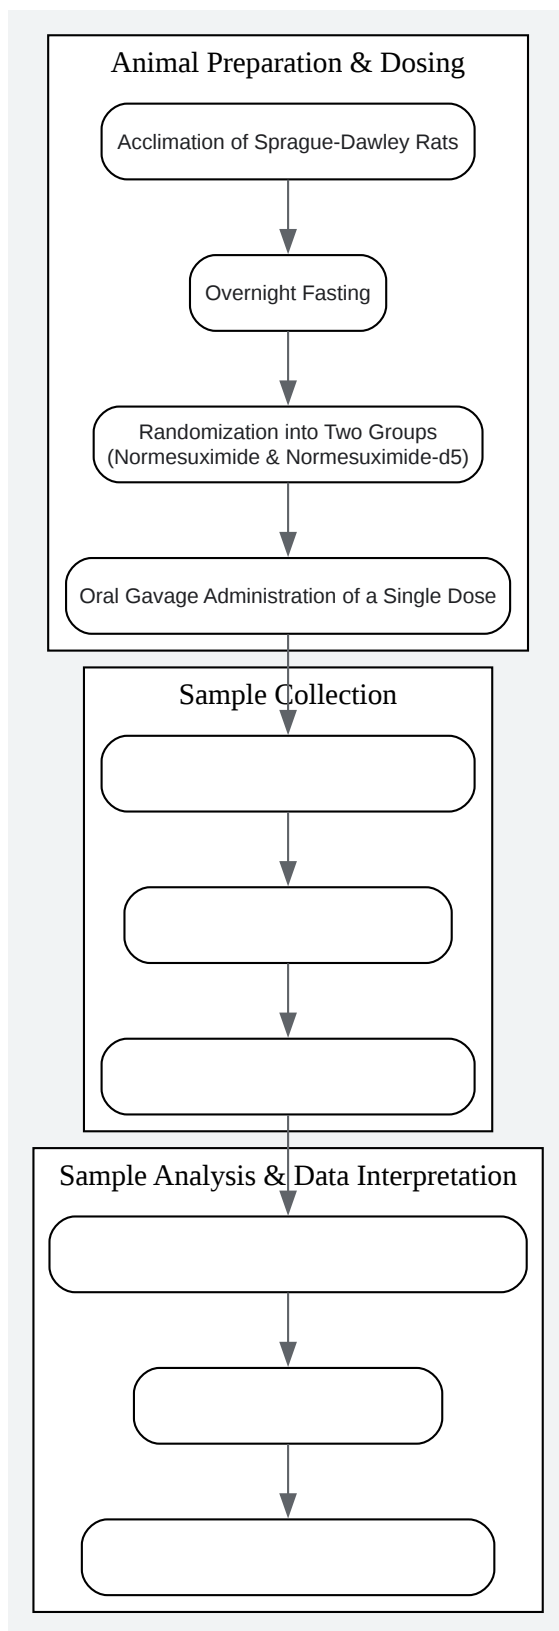 Animal Preparation & Dosing
Acclimation of Sprague-Dawley Rats
Overnight Fasting
Randomization into Two Groups
(Normesuximide & Normesuximide-d5)
Oral Gavage Administration of a Single Dose
Sample Collection
Sample Analysis & Data Interpretation